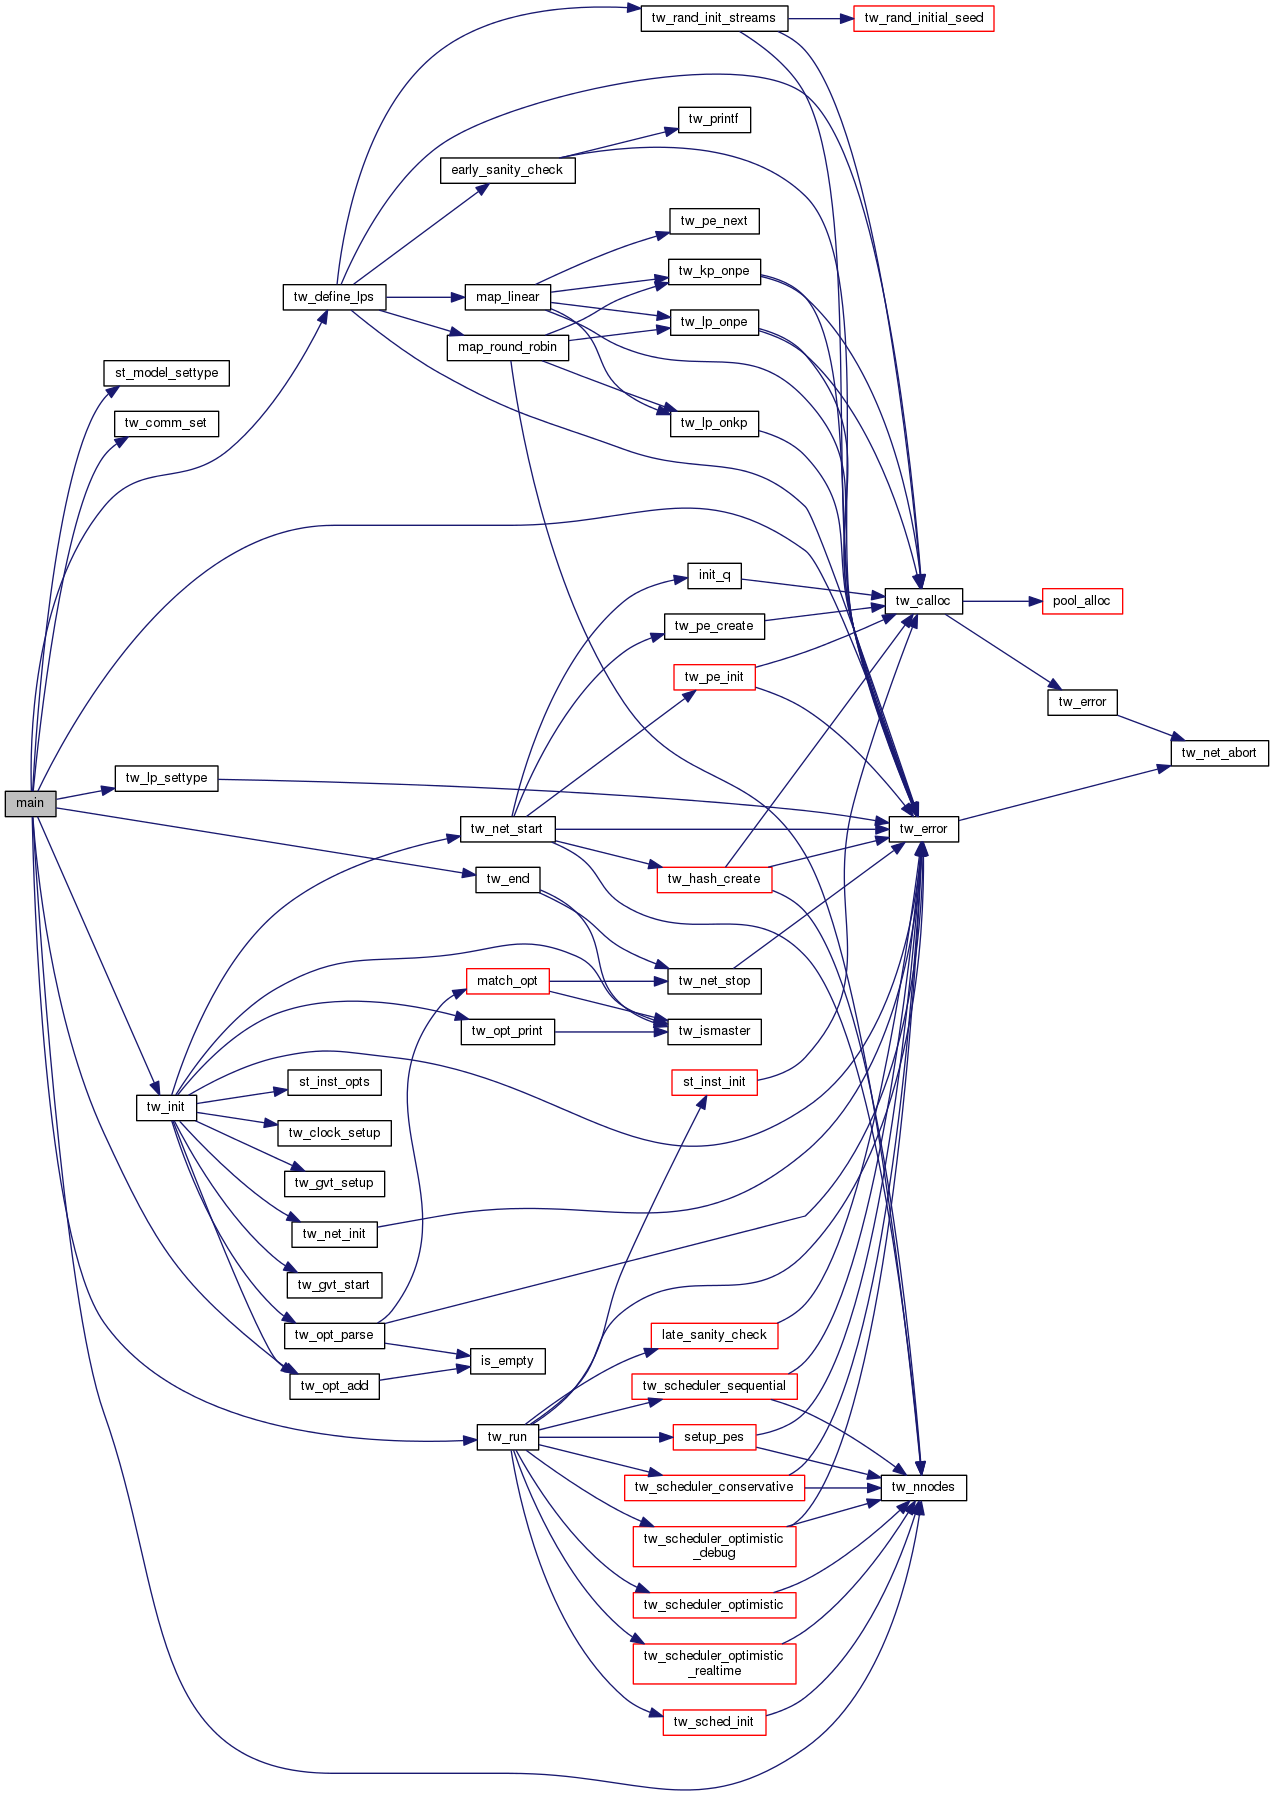 tw_rand_init_streams
tw_rand_initial_seed
tw_printf
early_sanity_check
tw_pe_next
tw_kp_onpe
tw_define_lps
map_linear
tw_lp_onpe
map_round_robin
st_model_settype
tw_comm_set
tw_lp_onkp
init_q
tw_calloc
pool_alloc
tw_pe_create
tw_pe_init
tw_error
tw_net_abort
tw_lp_settype
main
tw_net_start
tw_error
tw_end
tw_hash_create
match_opt
tw_net_stop
tw_opt_print
tw_ismaster
st_inst_opts
st_inst_init
tw_init
tw_clock_setup
tw_gvt_setup
tw_net_init
tw_gvt_start
tw_opt_parse
late_sanity_check
is_empty
tw_opt_add
tw_scheduler_sequential
tw_run
setup_pes
tw_scheduler_conservative
tw_nnodes
tw_scheduler_optimistic
_debug
tw_scheduler_optimistic
tw_scheduler_optimistic
_realtime
tw_sched_init